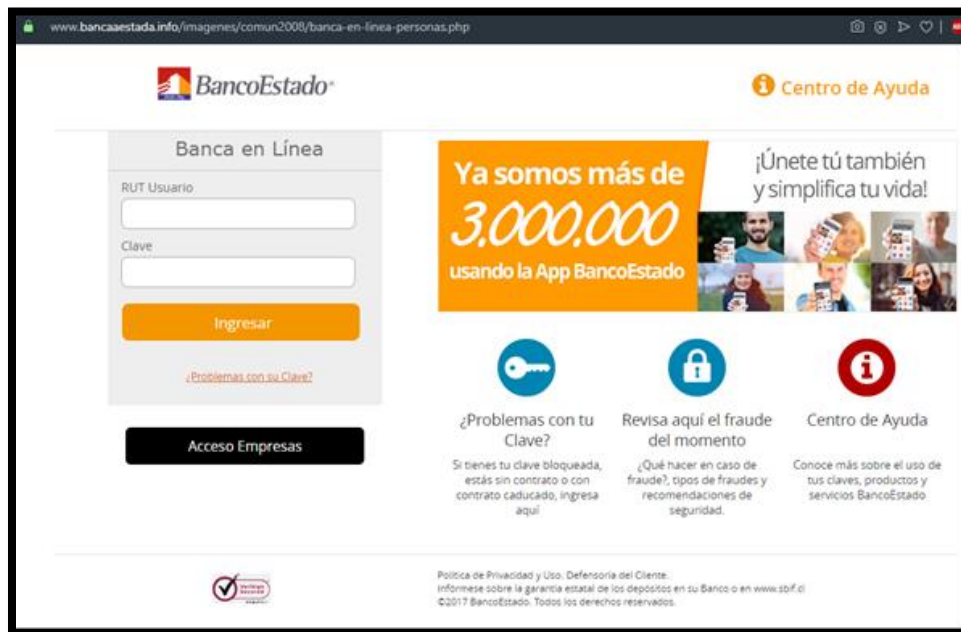 www.bancaaestada.info/imagenes/comun2008/banca-en-linea-personas.php
BancoEstado®
Centro de Ayuda
Banca en Línea
RUT Usuario
Clave
Ingresar
¿Problemas con su Clave?
Acceso Empresas
Ya somos más de
3.000.000
usando la App BancoEstado
¡Únete tú también
y simplifica tu vida!
¿Problemas con tu
Clave?
Si tienes tu clave bloqueada,
estás sin contrato o con
contrato caducado, ingresa
aquí
Revisa aquí el fraude
del momento
¿Qué hacer en caso de
fraude?, tipos de fraudes y
recomendaciones de
seguridad.
Centro de Ayuda
Conoce más sobre el uso de
tus claves, productos y
servicios BancoEstado
Política de Privacidad y Uso. Defensoría del Cliente.
Infórmese sobre la garantía estatal de los depósitos en su Banco o en www.sbif.cl
©2017 BancoEstado. Todos los derechos reservados.